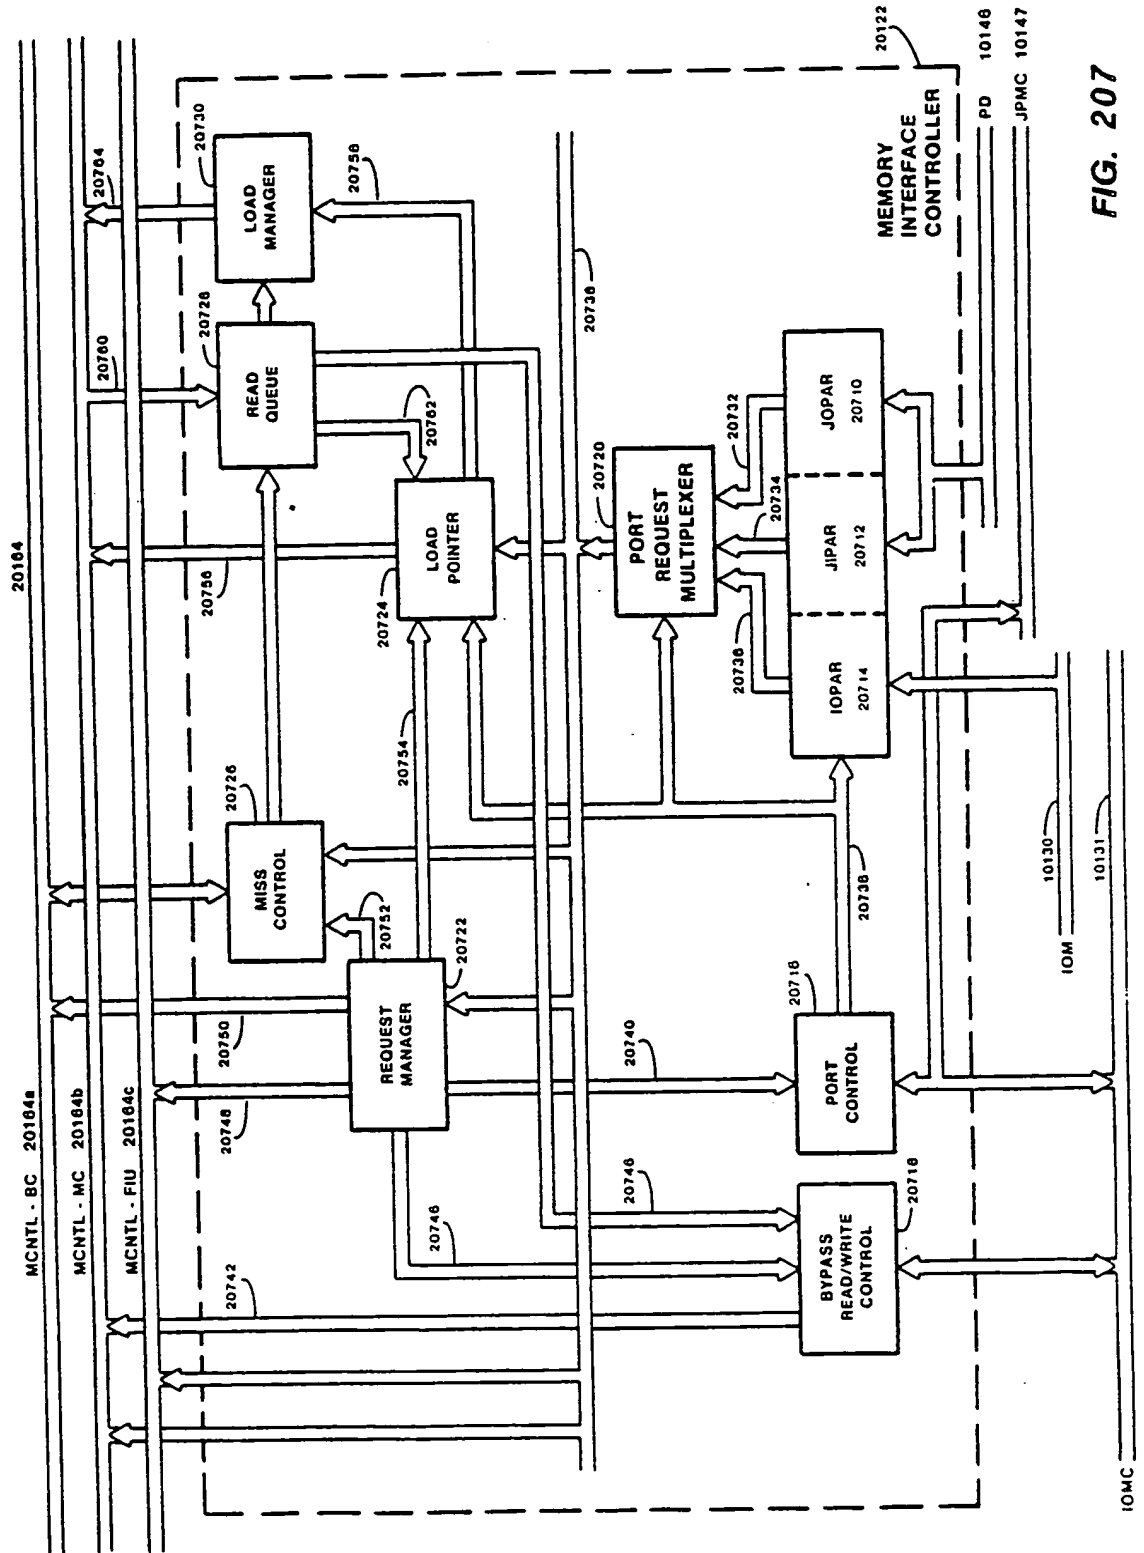 20164
MCNTL - BC 20164a
MCNTL - MC 20164b
MCNTL - FIU 20164c
20742
20748
20750
20756
20760
20764
MISS
CONTROL
20726
READ
QUEUE
20728
LOAD
MANAGER
20730
20752
REQUEST
MANAGER
20722
20754
LOAD
POINTER
20724
20762
20758
20746
20738
20746
20740
PORT
REQUEST
MULTIPLEXER
20720
20736
20734
20732
IOPAR
20714
JIPAR
20712
JOPAR
20710
BYPASS
READ/WRITE
CONTROL
20718
PORT
CONTROL
20716
20738
MEMORY
INTERFACE
CONTROLLER
20122
PD 10146
JPMC 10147
IOM
10130
IOMC
10131
FIG. 207